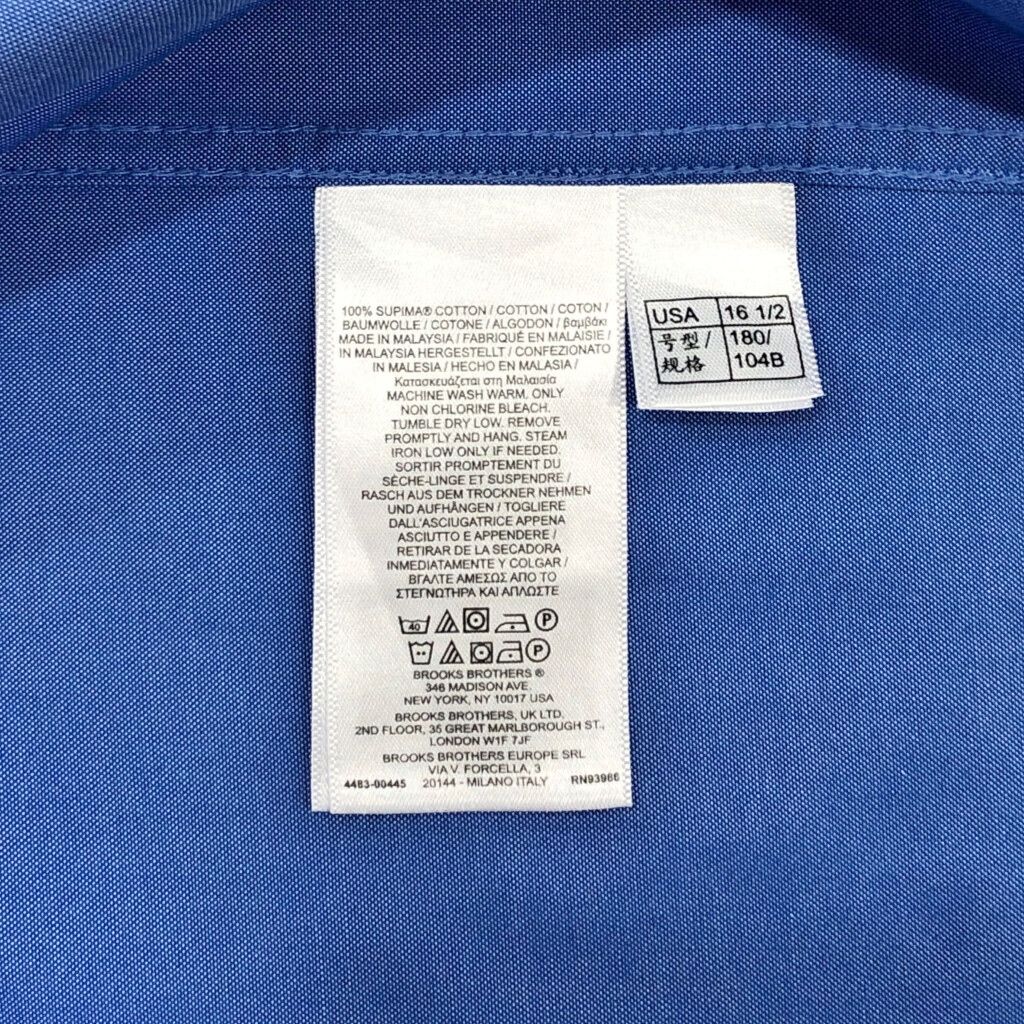 100% SUPIMA® COTTON / COTTON / COTON /
BAUMWOLLE / COTONE / ALGODON / βαμβάκι
MADE IN MALAYSIA / FABRIQUÉ EN MALAISIE /
IN MALAYSIA HERGESTELLT / CONFEZIONATO
IN MALESIA / HECHO EN MALASIA /
Κατασκευάζεται στη Μαλαισία
MACHINE WASH WARM. ONLY
NON CHLORINE BLEACH.
TUMBLE DRY LOW. REMOVE
PROMPTLY AND HANG. STEAM
IRON LOW ONLY IF NEEDED.
SORTIR PROMPTEMENT DU
SÈCHE-LINGE ET SUSPENDRE /
RASCH AUS DEM TROCKNER NEHMEN
UND AUFHÄNGEN / TOGLIERE
DALL'ASCIUGATRICE APPENA
ASCIUTTO E APPENDERE /
RETIRAR DE LA SECADORA
INMEDIATAMENTE Y COLGAR /
ΒΓΑΛΤΕ ΑΜΕΣΩΣ ΑΠΟ ΤΟ
ΣΤΕΓΝΩΤΗΡΑ ΚΑΙ ΑΠΛΩΣΤΕ
40 P
P
BROOKS BROTHERS ®
346 MADISON AVE.
NEW YORK, NY 10017 USA
BROOKS BROTHERS, UK LTD.
2ND FLOOR, 35 GREAT MARLBOROUGH ST.,
LONDON W1F 7JF
BROOKS BROTHERS EUROPE SRL
VIA V. FORCELLA, 3
4483-00445 20144 - MILANO ITALY RN93966
USA 16 1/2
号型/ 180/
规格 104B